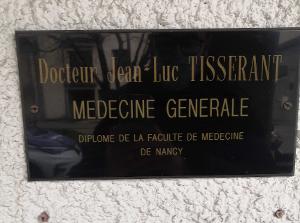 Docteur Jean-Luc TISSERANT
MEDECINE GENERALE
DIPLOME DE LA FACULTE DE MEDECINE
DE NANCY